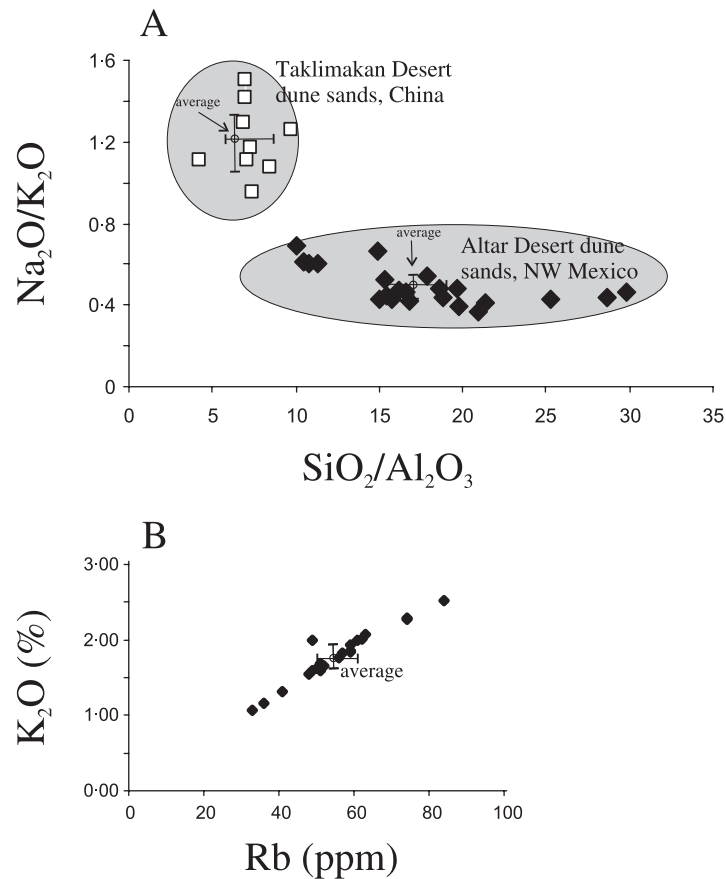 A
1·6
1·2
0·8
0·4
0
Na₂O/K₂O
Taklimakan Desert
dune sands, China
average
average
Altar Desert dune
sands, NW Mexico
0 5 10 15 20 25 30 35
SiO₂/Al₂O₃
B
3·00
2·00
1·00
0·00
K₂O (%)
average
0 20 40 60 80 100
Rb (ppm)